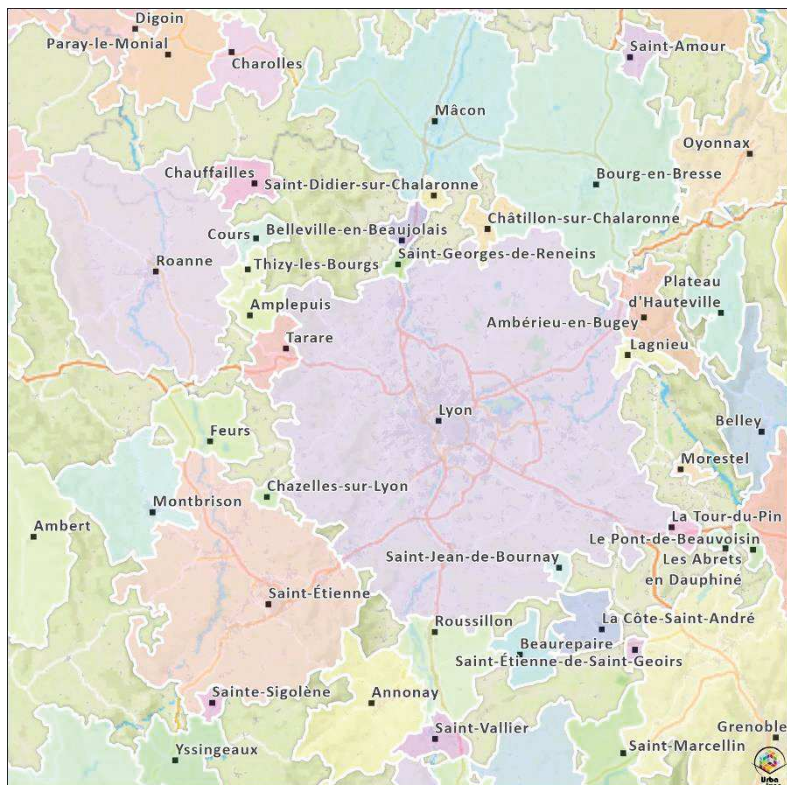 Digoin
Paray-le-Monial
Charolles
Saint-Amour
Mâcon
Oyonnax
Chauffailles
Saint-Didier-sur-Chalaronne
Bourg-en-Bresse
Cours
Belleville-en-Beaujolais
Châtillon-sur-Chalaronne
Saint-Georges-de-Reneins
Roanne
Thizy-les-Bourgs
Plateau
d'Hauteville
Amplepuis
Ambérieu-en-Bugey
Tarare
Lagnieu
Lyon
Belley
Feurs
Morestel
Chazelles-sur-Lyon
Montbrison
Ambert
La Tour-du-Pin
Le Pont-de-Beauvoisin
Saint-Jean-de-Bournay
Les Abrets
en Dauphiné
Saint-Étienne
Roussillon
La Côte-Saint-André
Beaurepaire
Saint-Étienne-de-Saint-Geoirs
Sainte-Sigolène
Annonay
Saint-Vallier
Grenoble
Yssingeaux
Saint-Marcellin
Urba